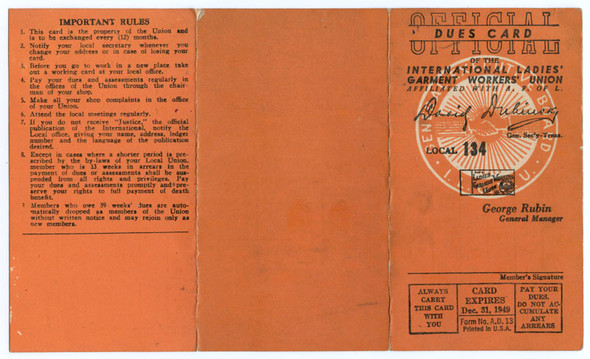 IMPORTANT RULES
1. This card is the property of the Union and
is to be exchanged every (12) months.
2. Notify your local secretary whenever you
change your address or in case of losing your
card.
3. Before you go to work in a new place take
out a working card at your local office.
4. Pay your dues and assessments regularly in
the offices of the Union through the chair-
man of your shop.
5. Make all your shop complaints in the office
of your Union.
6. Attend the local meetings regularly.
7. If you do not receive "Justice," the official
publication of the International, notify the
Local office, giving your name, address, ledger
number and the language of the publication
desired.
8. Except in cases where a shorter period is pre-
scribed by the by-laws of your Local Union,
member who is 13 weeks in arrears in the
payment of dues or assessments shall be sus-
pended from all rights and privileges. Pay
your dues and assessments promptly and pre-
serve your rights to full payment of death
benefit.
Members who owe 39 weeks' dues are auto-
matically dropped as members of the Union
without written notice and may rejoin only as
new members.
OFFICIAL
DUES CARD
OF THE
INTERNATIONAL LADIES'
GARMENT WORKERS' UNION
AFFILIATED WITH A. F. OF L.
David Dubinsky
Gen. Sec'y-Treas.
LOCAL 134
George Rubin
General Manager
Member's Signature
ALWAYS
CARRY
THIS CARD
WITH
YOU
CARD
EXPIRES
Dec. 31, 1949
Form No. A.D. 13
Printed in U.S.A.
PAY YOUR
DUES.
DO NOT AC-
CUMULATE
ANY
ARREARS